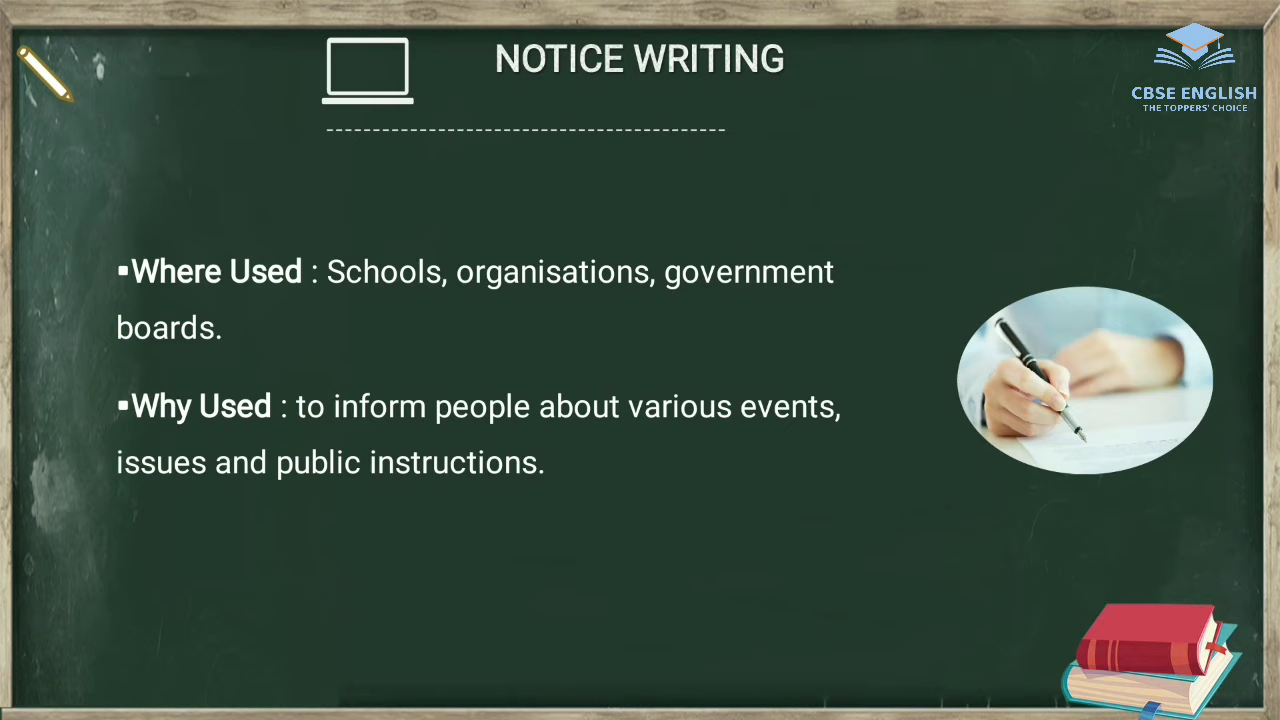 NOTICE WRITING
CBSE ENGLISH
THE TOPPERS' CHOICE
----------------------------------------
▪Where Used : Schools, organisations, government
boards.
▪Why Used : to inform people about various events,
issues and public instructions.